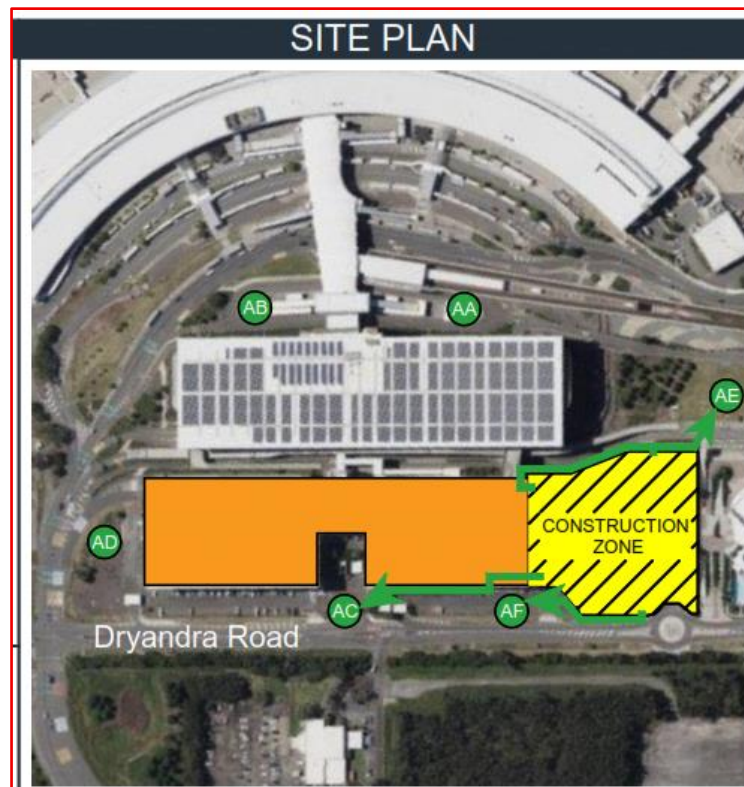 SITE PLAN
AB
AA
AE
CONSTRUCTION
ZONE
AD
AC
AF
Dryandra Road